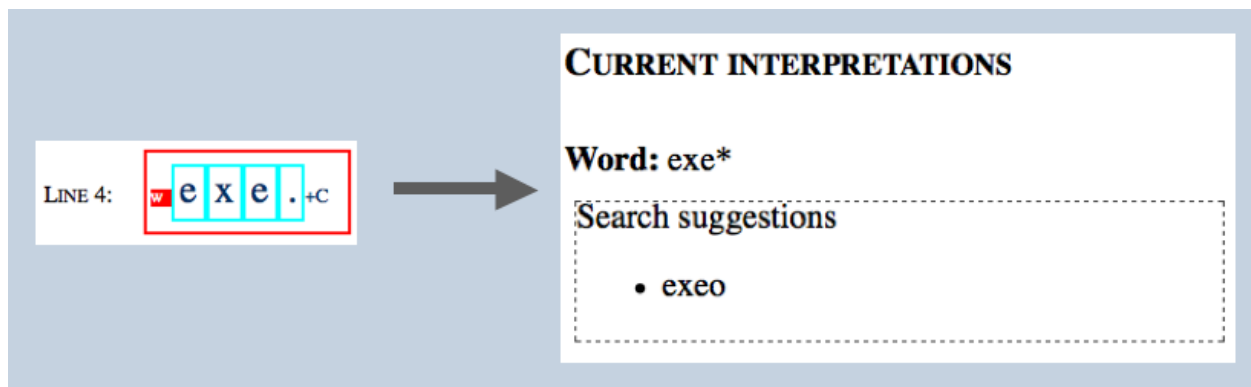 LINE 4: w e x e . +C
CURRENT INTERPRETATIONS
Word: exe*
Search suggestions
• exeo